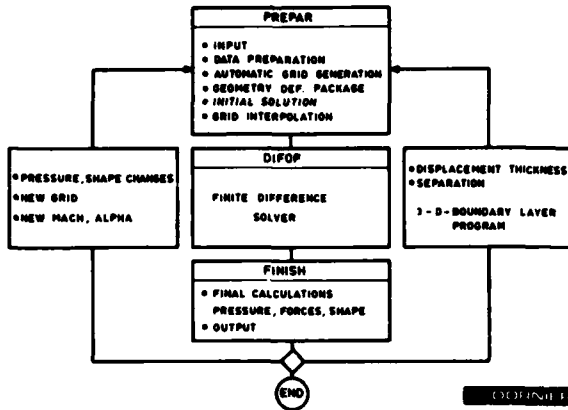 PREPAR
• INPUT
• DATA PREPARATION
• AUTOMATIC GRID GENERATION
• GEOMETRY DEF. PACKAGE
• INITIAL SOLUTION
• GRID INTERPOLATION
• PRESSURE, SHAPE CHANGES
• NEW GRID
• NEW MACH, ALPHA
DIFOF
FINITE DIFFERENCE
SOLVER
• DISPLACEMENT THICKNESS
• SEPARATION
3-D-BOUNDARY LAYER
PROGRAM
FINISH
• FINAL CALCULATIONS
PRESSURE, FORCES, SHAPE
• OUTPUT
END
DORNIER